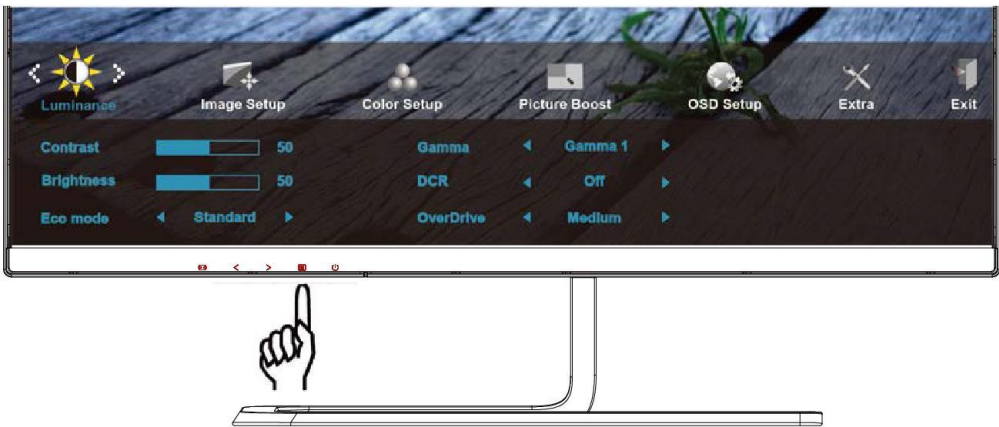 Luminance Image Setup Color Setup Picture Boost OSD Setup Extra Exit
Contrast 50 Gamma Gamma 1
Brightness 50 DCR Off
Eco mode Standard OverDrive Medium